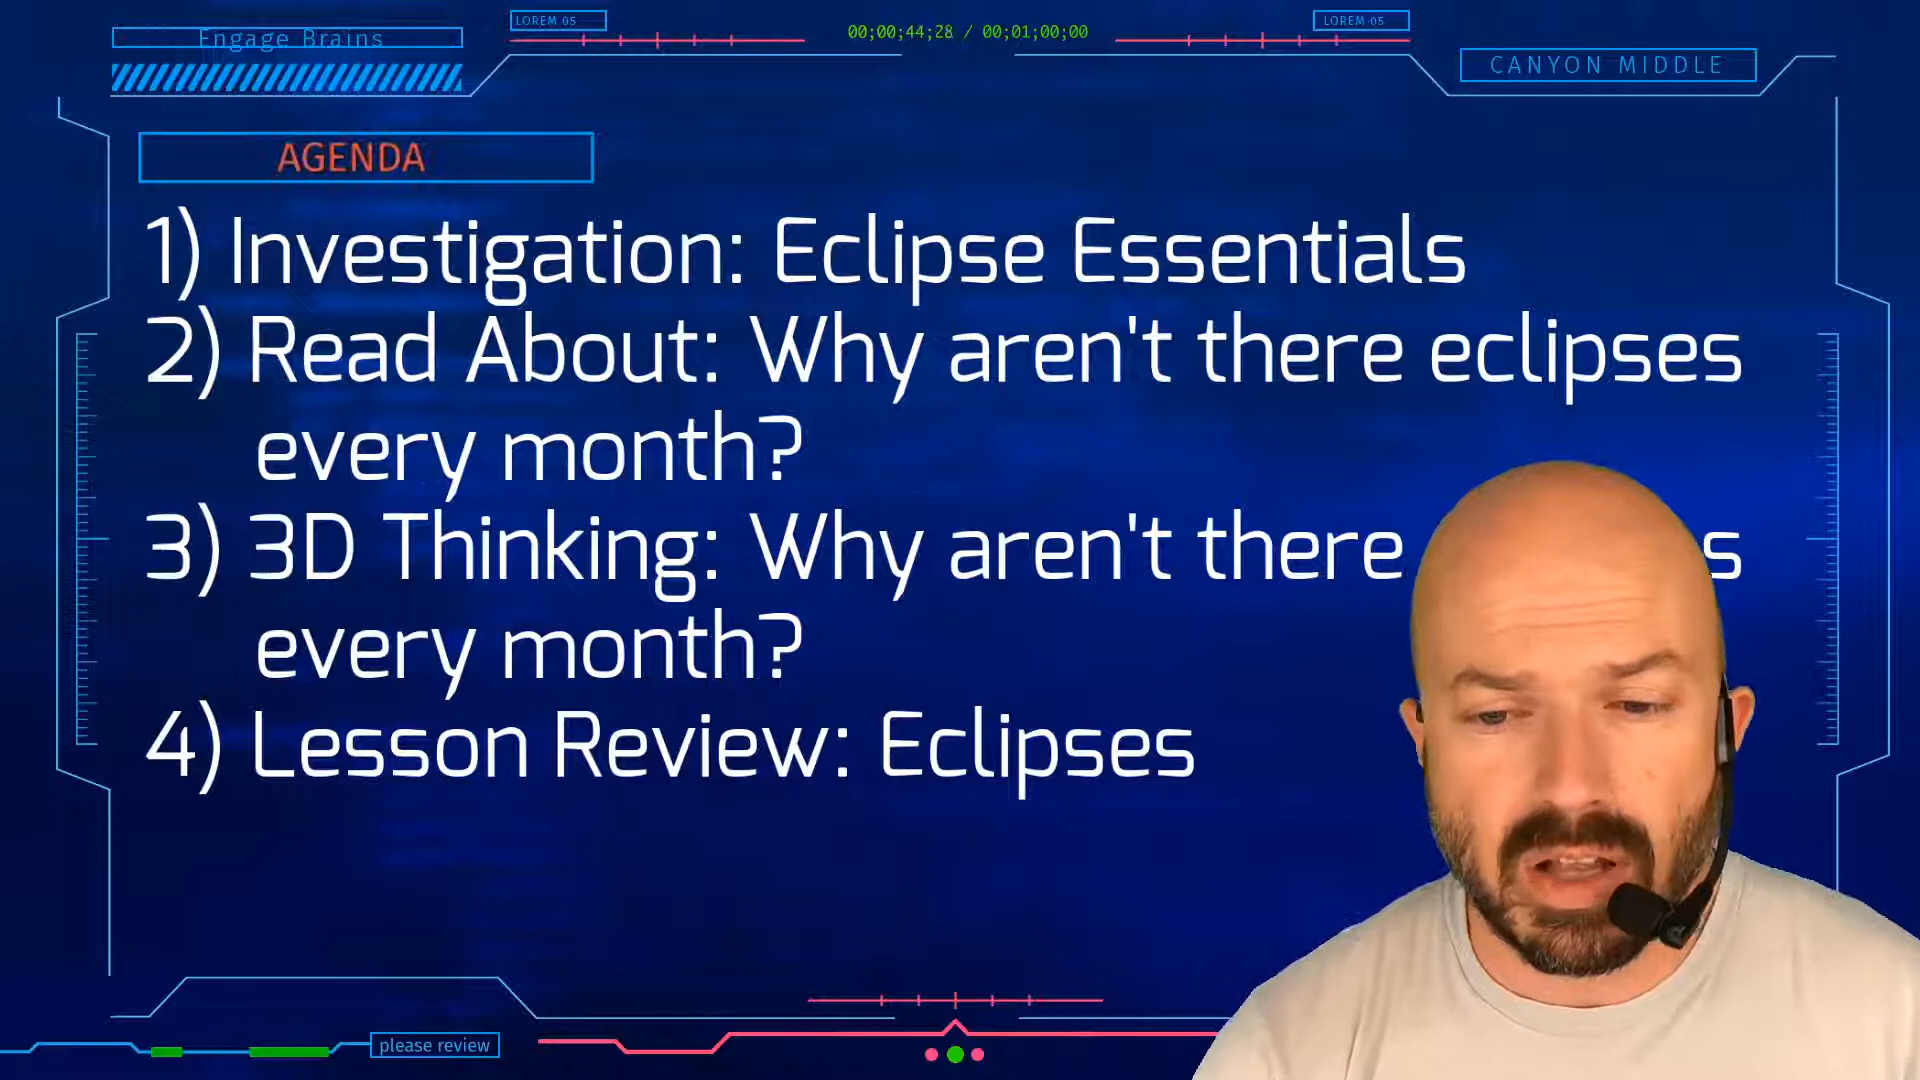 Engage Brains
LOREM 05
00;00;44;28 / 00;01;00;00
LOREM 05
CANYON MIDDLE
AGENDA
1) Investigation: Eclipse Essentials
2) Read About: Why aren't there eclipses
every month?
3) 3D Thinking: Why aren't there s
every month?
4) Lesson Review: Eclipses
please review